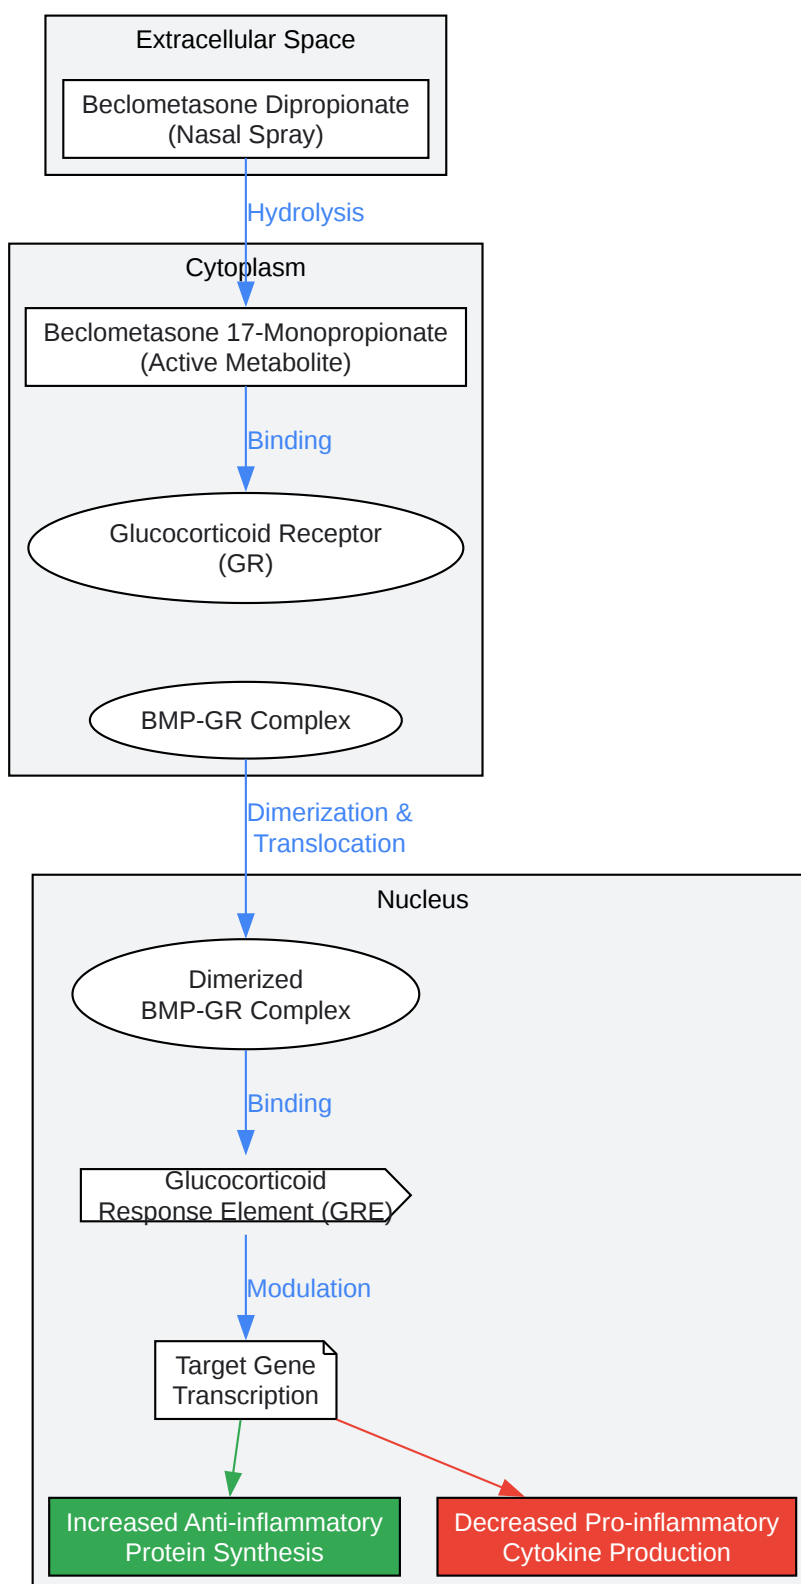 Extracellular Space
Beclometasone Dipropionate
(Nasal Spray)
Hydrolysis
Cytoplasm
Beclometasone 17-Monopropionate
(Active Metabolite)
Binding
Glucocorticoid Receptor
(GR)
BMP-GR Complex
Dimerization &
Translocation
Nucleus
Dimerized
BMP-GR Complex
Binding
Glucocorticoid
Response Element (GRE)
Modulation
Target Gene
Transcription
Increased Anti-inflammatory
Protein Synthesis
Decreased Pro-inflammatory
Cytokine Production